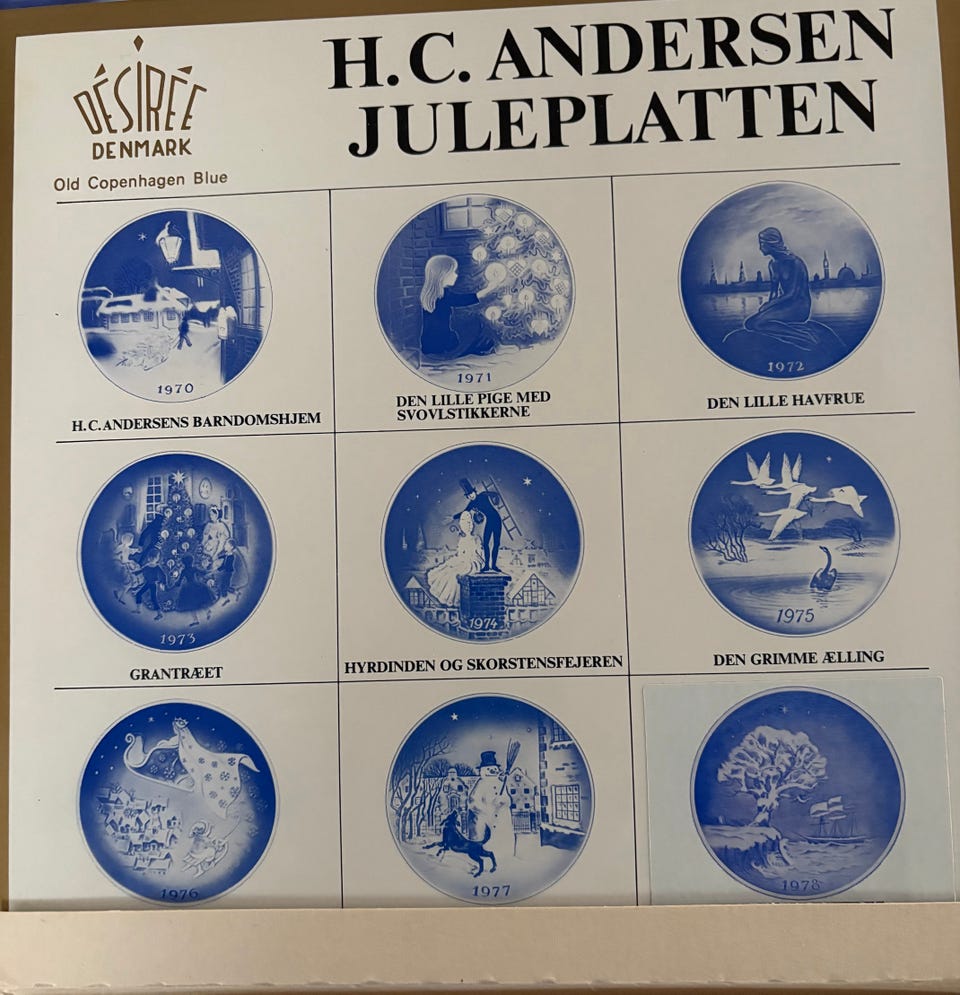 DÉSIRÉE
DENMARK
Old Copenhagen Blue
H.C. ANDERSEN
JULEPLATTEN
1970
1971
1972
H.C. ANDERSENS BARNDOMSHJEM
DEN LILLE PIGE MED
SVOVLSTIKKERNE
DEN LILLE HAVFRUE
1973
1974
1975
GRANTRÆET
HYRDINDEN OG SKORSTENSFEJEREN
DEN GRIMME ÆLLING
1976
1977
1978